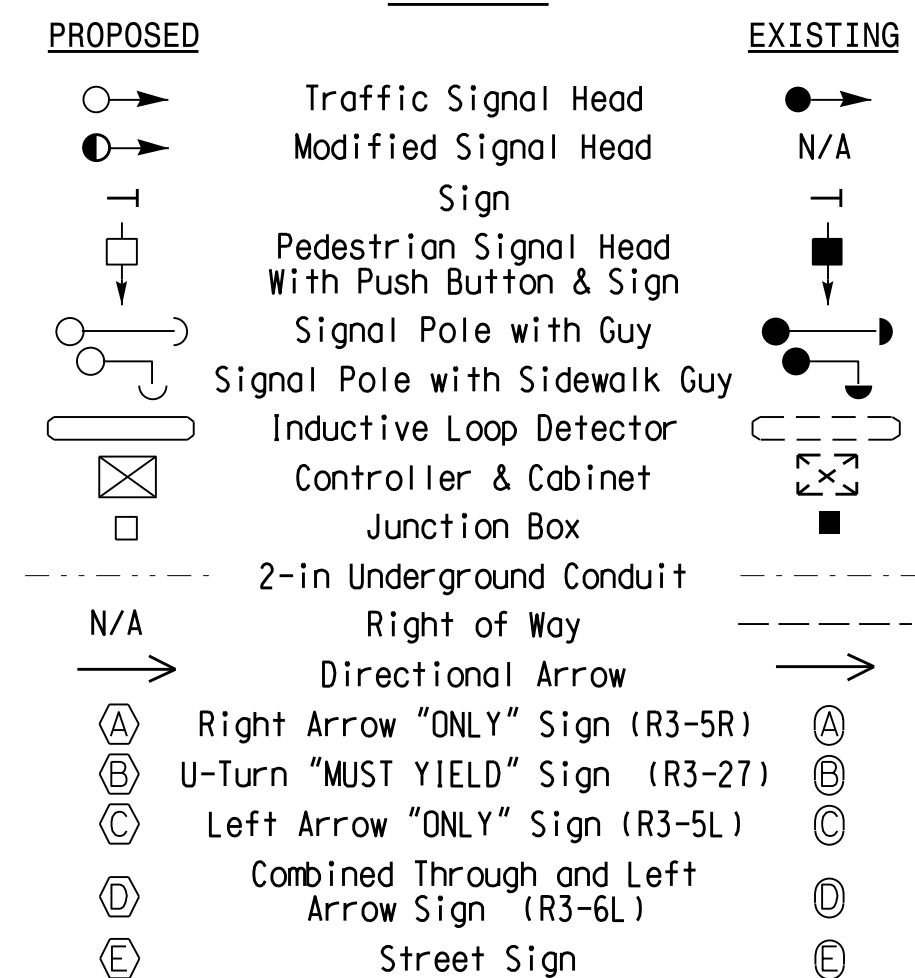 PROPOSED EXISTING
Traffic Signal Head
Modified Signal Head N/A
Sign
Pedestrian Signal Head
With Push Button & Sign
Signal Pole with Guy
Signal Pole with Sidewalk Guy
Inductive Loop Detector
Controller & Cabinet
Junction Box
2-in Underground Conduit
N/A Right of Way
Directional Arrow
A Right Arrow "ONLY" Sign (R3-5R) A
B U-Turn "MUST YIELD" Sign (R3-27) B
C Left Arrow "ONLY" Sign (R3-5L) C
Combined Through and Left
D Arrow Sign (R3-6L) D
E Street Sign E